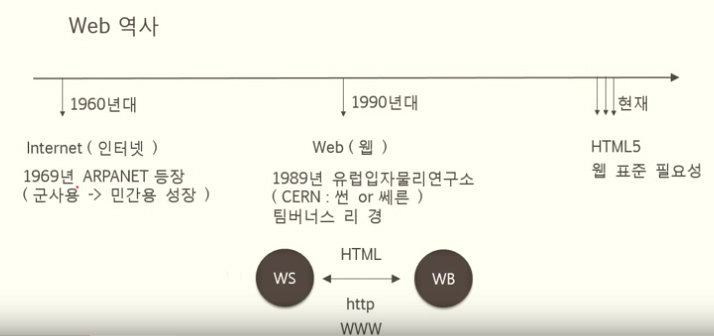 Web 역사
1960년대
1990년대
현재
Internet ( 인터넷 )
1969년 ARPANET 등장
( 군사용 -> 민간용 성장 )
Web ( 웹 )
1989년 유럽입자물리연구소
( CERN : 썬 or 쎄른 )
팀버너스 리 경
HTML5
웹 표준 필요성
HTML
WS
WB
http
WWW